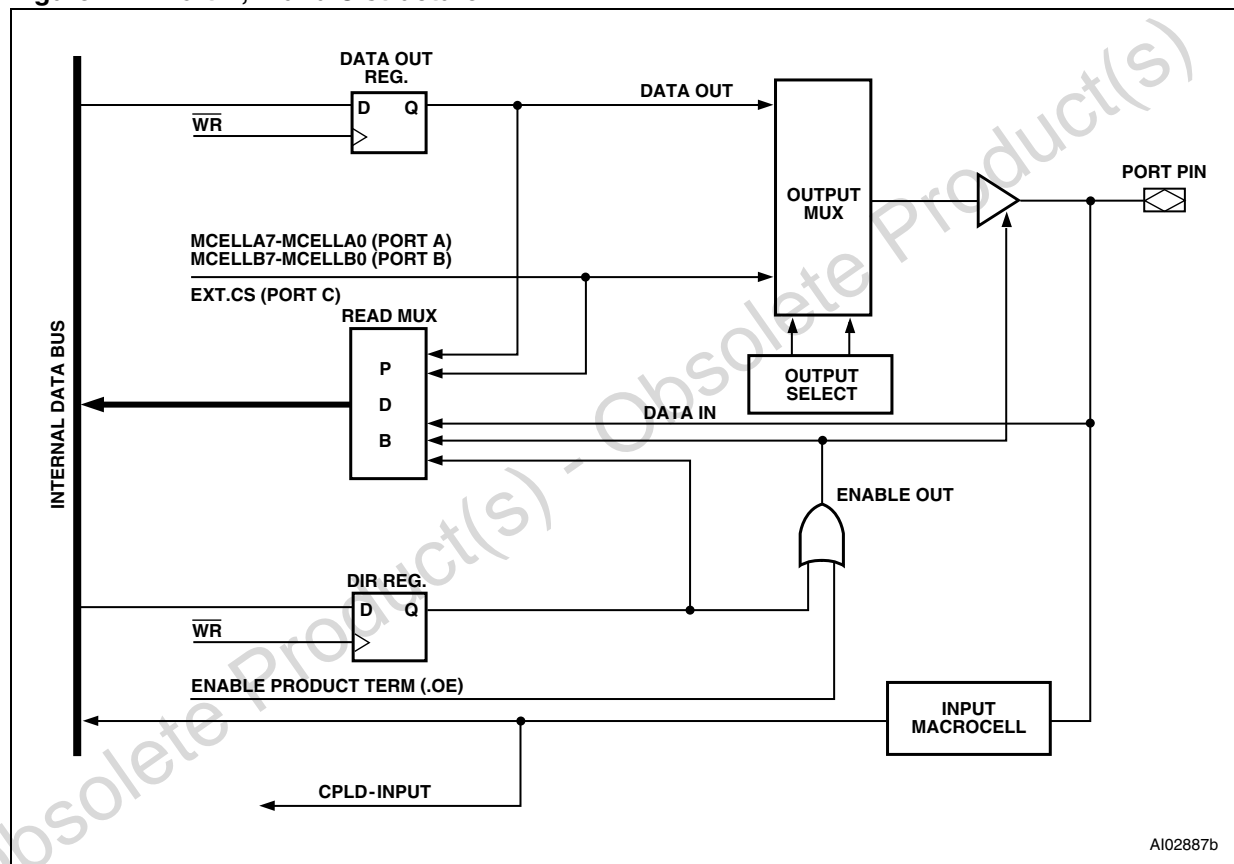 DATA OUT
REG.
D Q
WR
DATA OUT
OUTPUT
MUX
PORT PIN
MCELLA7-MCELLA0 (PORT A)
MCELLB7-MCELLB0 (PORT B)
EXT.CS (PORT C)
READ MUX
P
D
B
OUTPUT
SELECT
DATA IN
INTERNAL DATA BUS
ENABLE OUT
DIR REG.
D Q
WR
ENABLE PRODUCT TERM (.OE)
INPUT
MACROCELL
CPLD-INPUT
AI02887b
Obsolete Product(s) - Obsolete Product(s)